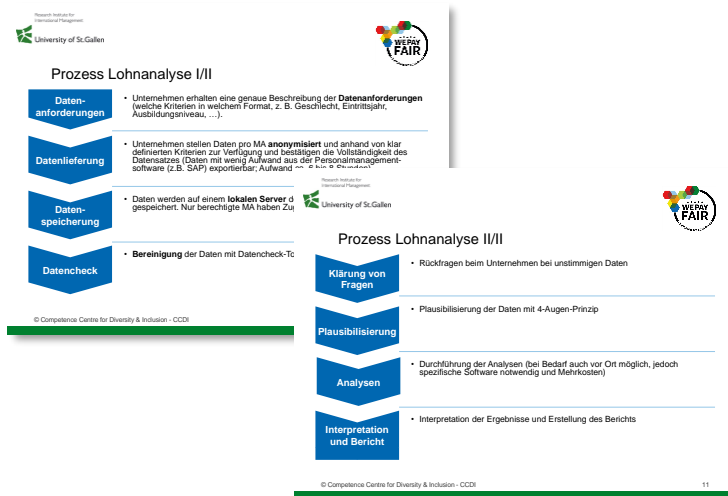 Research Institute for
International Management
University of St.Gallen
WEPAY
FAIR
Prozess Lohnanalyse I/II
Daten-
anforderungen
• Unternehmen erhalten eine genaue Beschreibung der Datenanforderungen
(welche Kriterien in welchem Format, z. B. Geschlecht, Eintrittsjahr,
Ausbildungsniveau, …).
Datenlieferung
• Unternehmen stellen Daten pro MA anonymisiert und anhand von klar
definierten Kriterien zur Verfügung und bestätigen die Vollständigkeit des
Datensatzes (Daten mit wenig Aufwand aus der Personalmanagement-
software (z.B. SAP) exportierbar; Aufwand ca. 6 bis 8 Stunden)
Daten-
speicherung
• Daten werden auf einem lokalen Server
gespeichert. Nur berechtigte MA haben
Datencheck
• Bereinigung der Daten mit
© Competence Centre for Diversity & Inclusion - CCDI
Research Institute for
International Management
University of St.Gallen
WEPAY
FAIR
Prozess Lohnanalyse II/II
Klärung von
Fragen
• Rückfragen beim Unternehmen bei unstimmigen Daten
Plausibilisierung
• Plausibilisierung der Daten mit 4-Augen-Prinzip
Analysen
• Durchführung der Analysen (bei Bedarf auch vor Ort möglich, jedoch
spezifische Software notwendig und Mehrkosten)
Interpretation
und Bericht
• Interpretation der Ergebnisse und Erstellung des Berichts
© Competence Centre for Diversity & Inclusion - CCDI
11